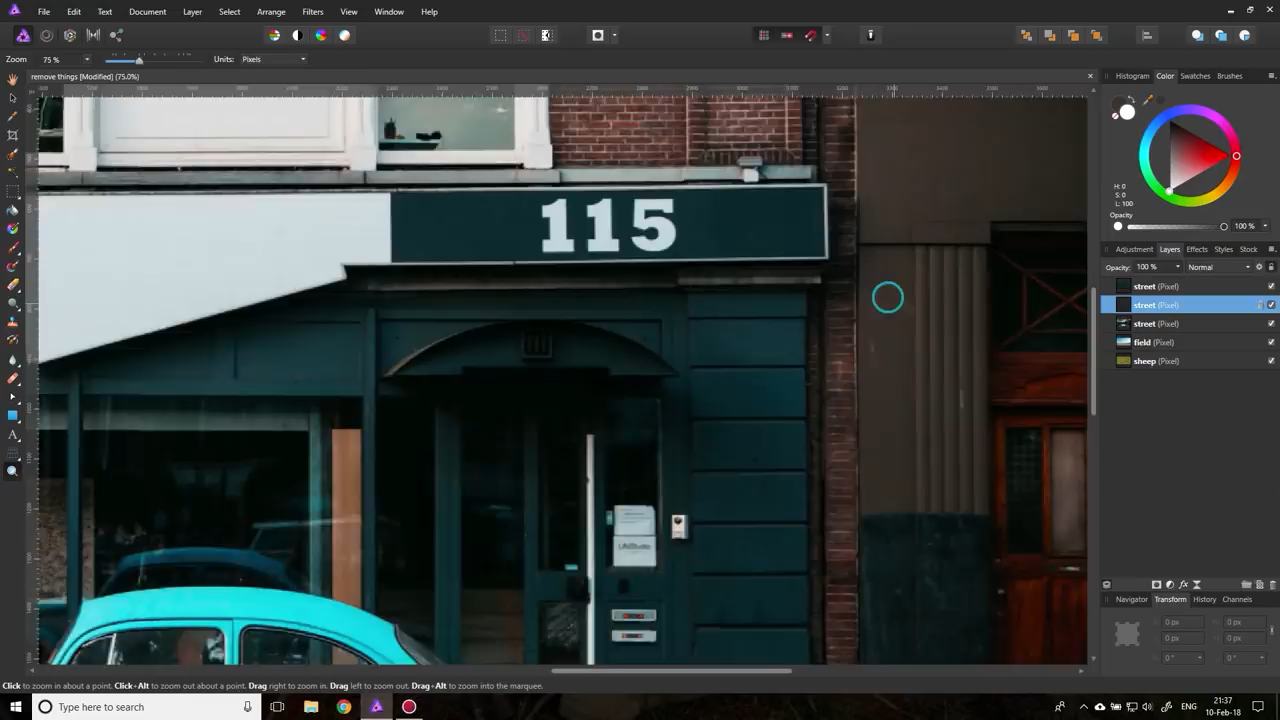 File Edit Text Document Layer Select Arrange Filters View Window Help
Zoom 75 % Units: Pixels
remove things [Modified] (75.0%)
Histogram Color Swatches Brushes
115
H: 0
S: 0
L: 100
Opacity
100 %
Adjustment Layers Effects Styles Stock
Opacity: 100 % Normal
street (Pixel)
street (Pixel)
street (Pixel)
field (Pixel)
sheep (Pixel)
Navigator Transform History Channels
X: 0 px Y: 0 px
0 px 0 px
0 ° 0 °
Click to zoom in about a point. Click+Alt to zoom out about a point. Drag right to zoom in. Drag left to zoom out. Drag+Alt to zoom into the marquee.
Type here to search
21:37
10-Feb-18